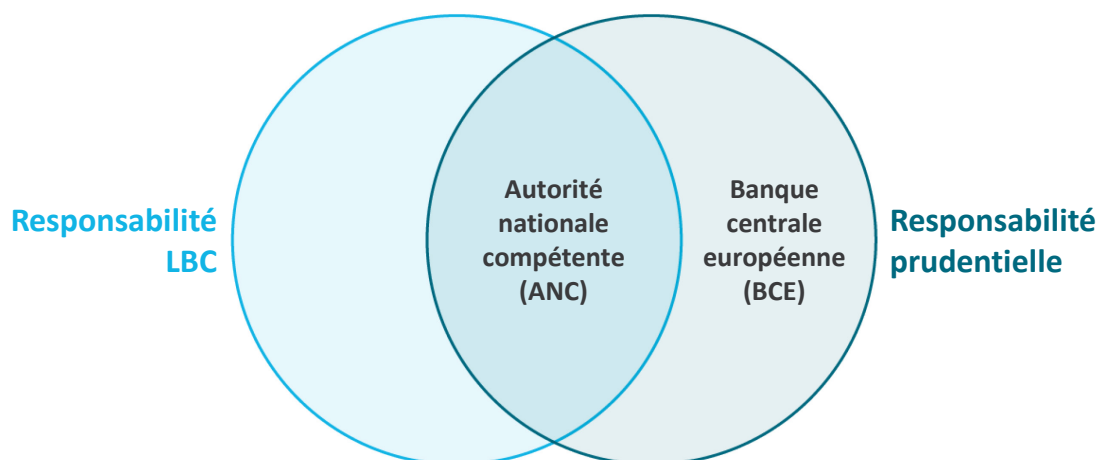 Responsabilité
LBC
Autorité
nationale
compétente
(ANC)
Banque
centrale
européenne
(BCE)
Responsabilité
prudentielle